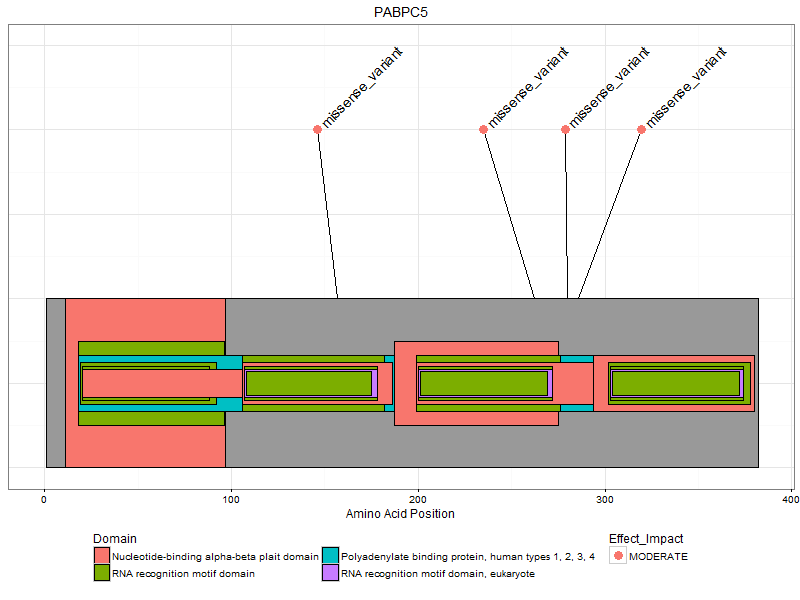 PABPC5
missense_variant
missense_variant
missense_variant
missense_variant
0
100
200
300
400
Amino Acid Position
Domain
Nucleotide-binding alpha-beta plait domain
Polyadenylate binding protein, human types 1, 2, 3, 4
RNA recognition motif domain
RNA recognition motif domain, eukaryote
Effect_Impact
MODERATE